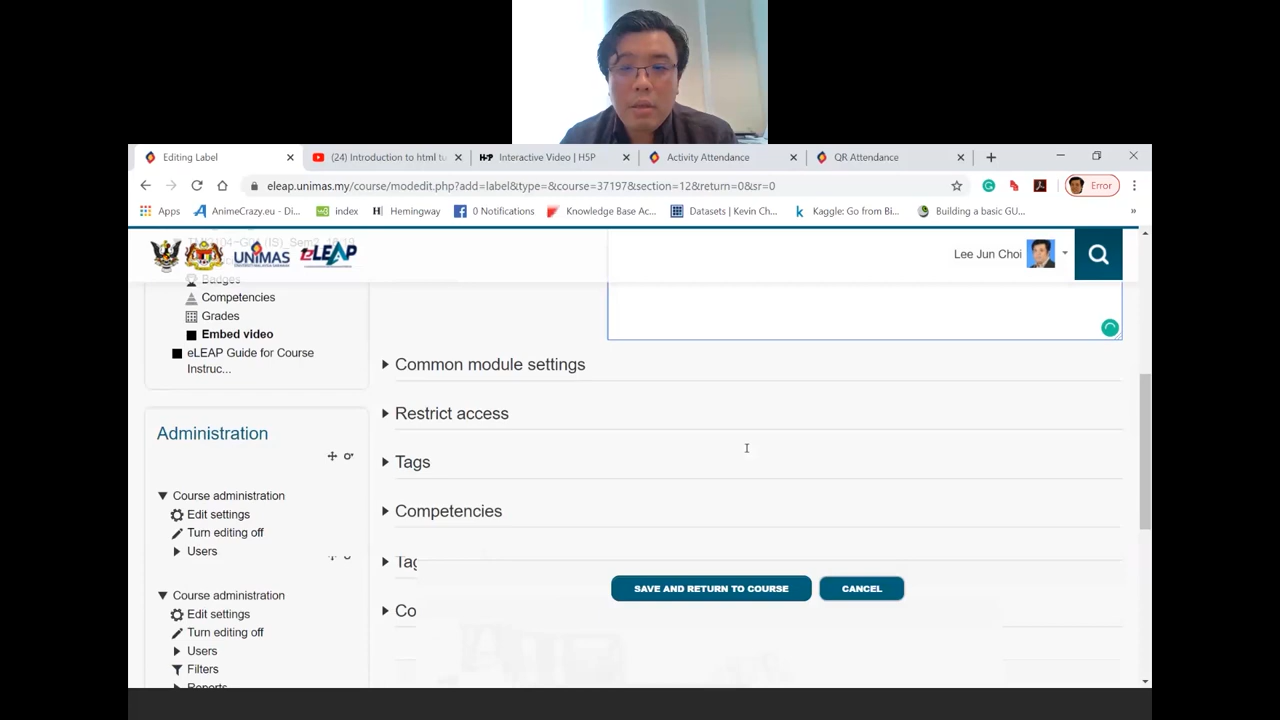 Editing Label
(24) Introduction to html tu
H-P Interactive Video | H5P
Activity Attendance
QR Attendance
eleap.unimas.my/course/modedit.php?add=label&type=&course=37197&section=12&return=0&sr=0
Error
Apps
AnimeCrazy.eu - Di...
index
Hemingway
0 Notifications
Knowledge Base Ac...
Datasets | Kevin Ch...
Kaggle: Go from Bi...
Building a basic GU...
»
UNIMAS
eLEAP
Lee Jun Choi
Badges
Competencies
Grades
Embed video
eLEAP Guide for Course
Instruc...
Administration
Course administration
Edit settings
Turn editing off
Users
Course administration
Edit settings
Turn editing off
Users
Filters
Reports
Common module settings
Restrict access
Tags
Competencies
Tag
Co
SAVE AND RETURN TO COURSE
CANCEL